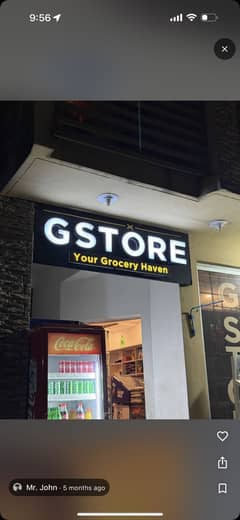 9:56
GSTORE
Your Grocery Haven
Coca-Cola
G
S
T
O
Mr. John · 5 months ago